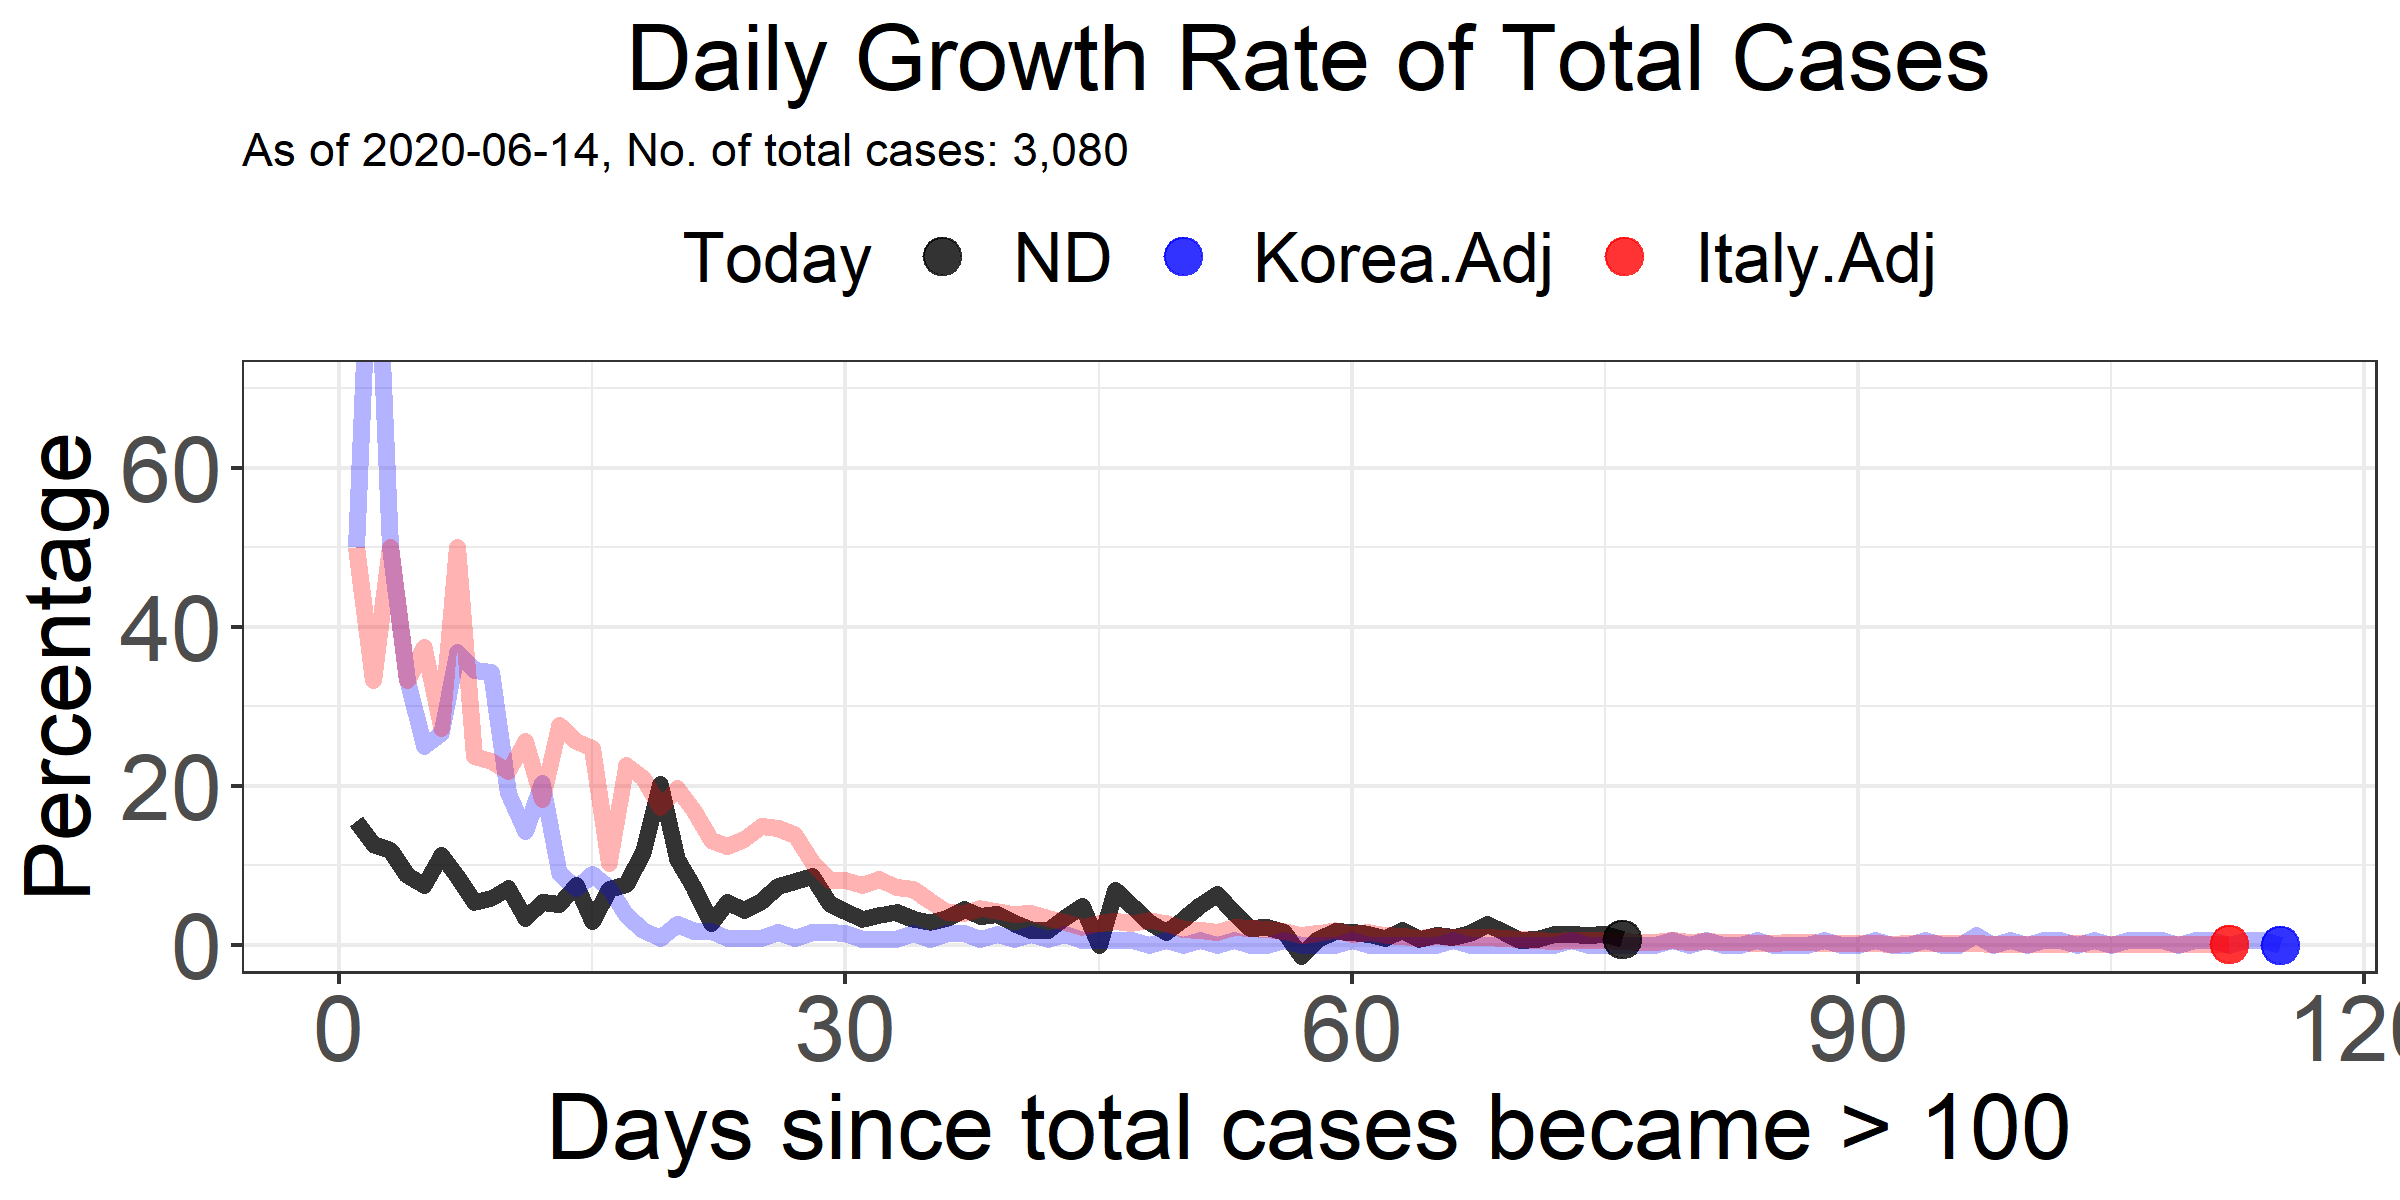 Daily Growth Rate of Total Cases
As of 2020-06-14, No. of total cases: 3,080
Today ND Korea.Adj Italy.Adj
Percentage
60
40
20
0
0 30 60 90 120
Days since total cases became > 100